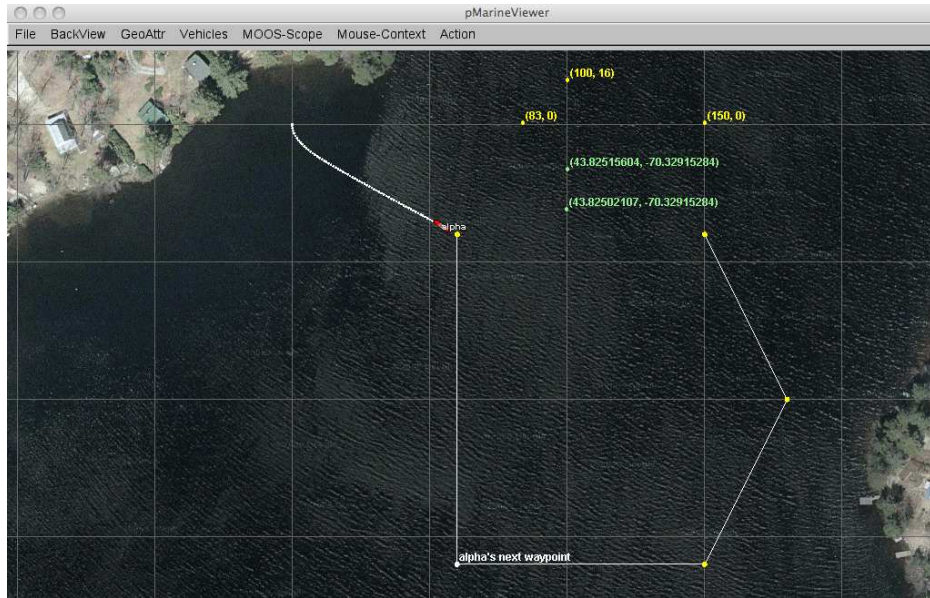 pMarineViewer
File BackView GeoAttr Vehicles MOOS-Scope Mouse-Context Action
(100, 16)
(83, 0) (150, 0)
(43.82515604, -70.32915284)
(43.82502107, -70.32915284)
alpha
alpha's next waypoint